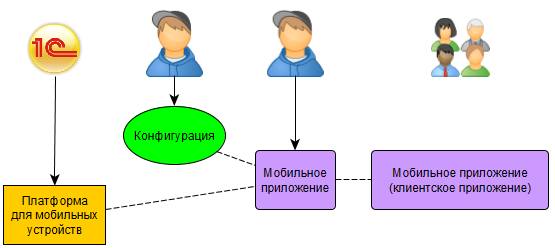 1С
Конфигурация
Мобильное
приложение
Мобильное приложение
(клиентское приложение)
Платформа
для мобильных
устройств